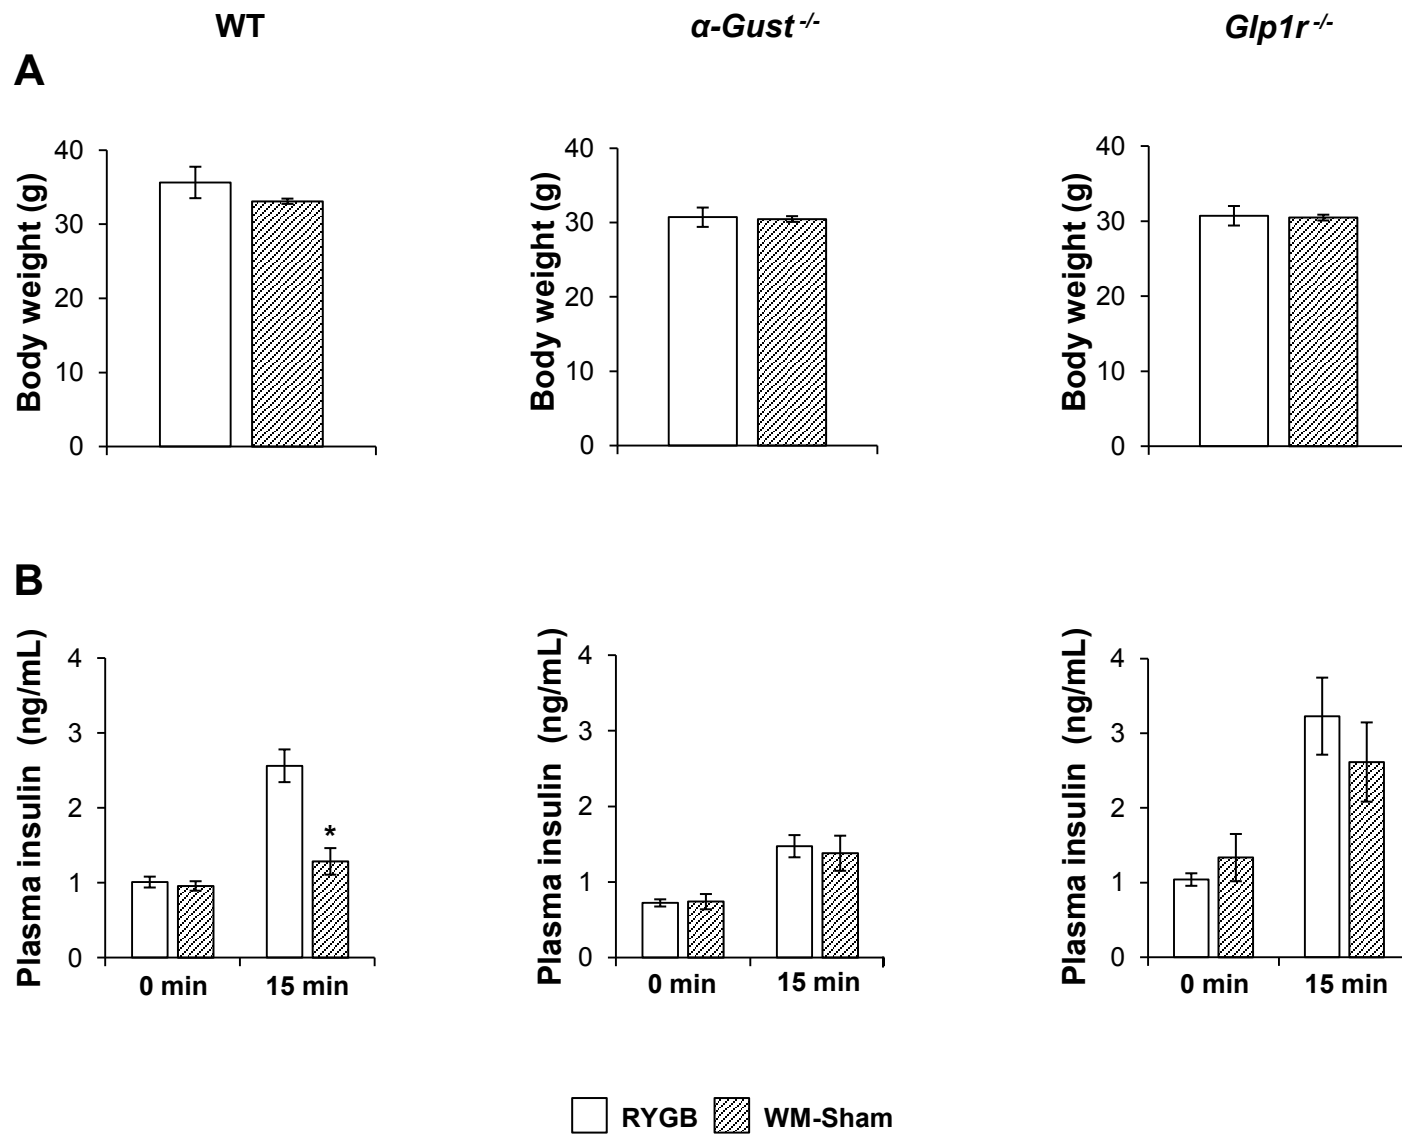 WT
α-Gust -/-
Glp1r -/-
A
Body weight (g)
40
30
20
10
0
Body weight (g)
40
30
20
10
0
Body weight (g)
40
30
20
10
0
B
Plasma insulin (ng/mL)
4
3
2
1
0
*
0 min
15 min
Plasma insulin (ng/mL)
4
3
2
1
0
0 min
15 min
Plasma insulin (ng/mL)
4
3
2
1
0
0 min
15 min
RYGB
WM-Sham